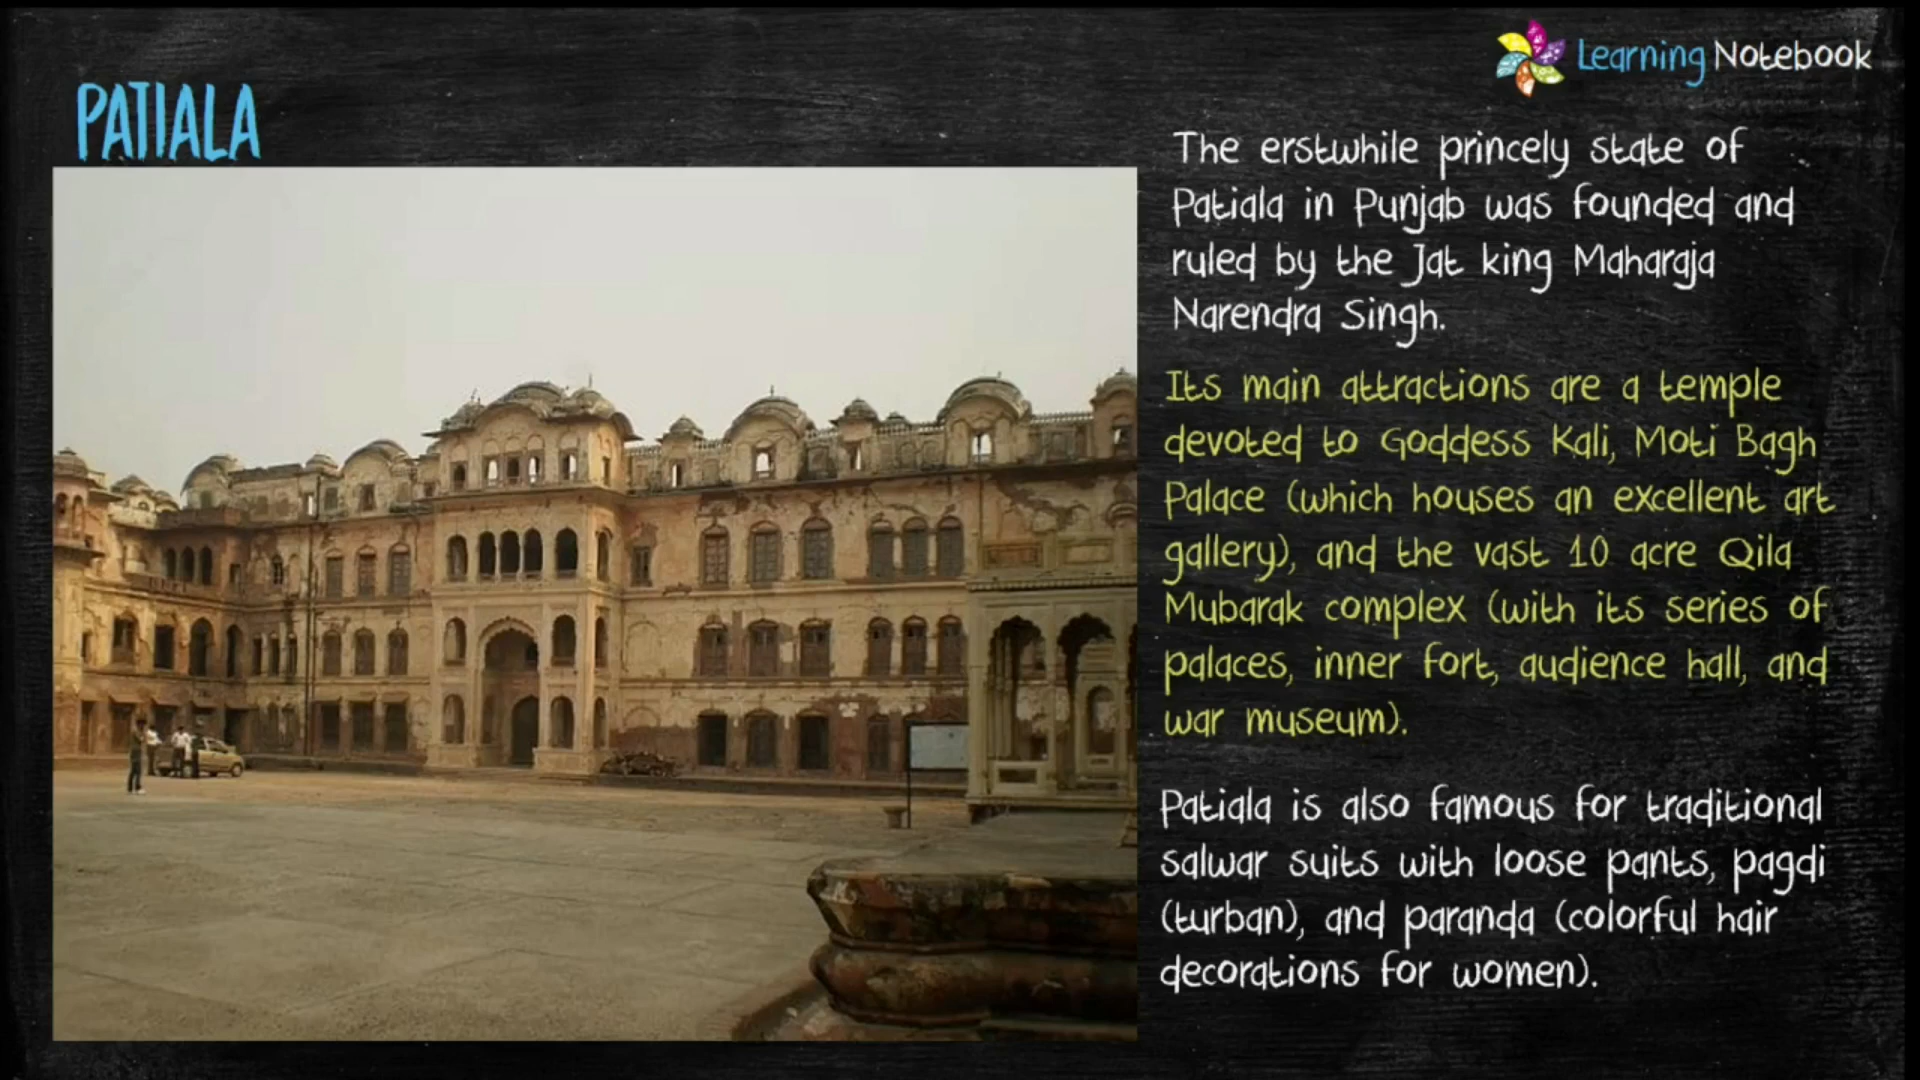 Learning Notebook
PATIALA
The erstwhile princely state of
Patiala in Punjab was founded and
ruled by the Jat king Maharaja
Narendra Singh.
Its main attractions are a temple
devoted to Goddess Kali, Moti Bagh
Palace (which houses an excellent art
gallery), and the vast 10 acre Qila
Mubarak complex (with its series of
palaces, inner fort, audience hall, and
war museum).
Patiala is also famous for traditional
salwar suits with loose pants, pagdi
(turban), and paranda (colorful hair
decorations for women).